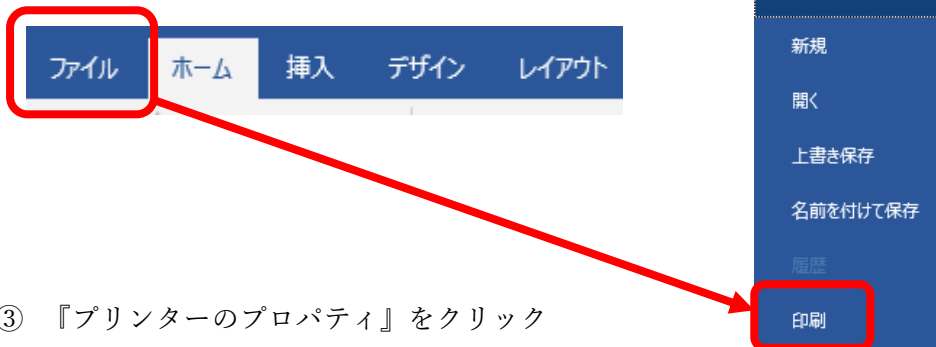 ファイル ホーム 挿入 デザイン レイアウト
新規
開く
上書き保存
名前を付けて保存
履歴
印刷
③ 『プリンターのプロパティ』をクリック